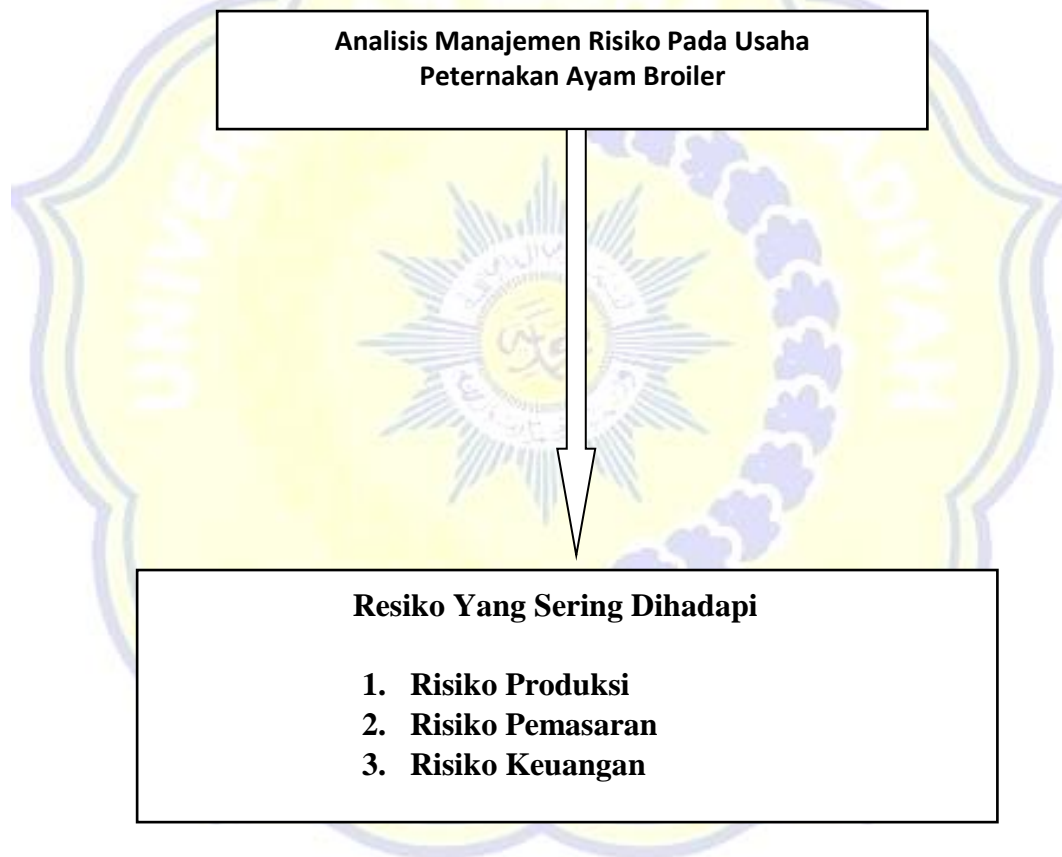 Analisis Manajemen Risiko Pada Usaha
Peternakan Ayam Broiler
Resiko Yang Sering Dihadapi
1. Risiko Produksi
2. Risiko Pemasaran
3. Risiko Keuangan